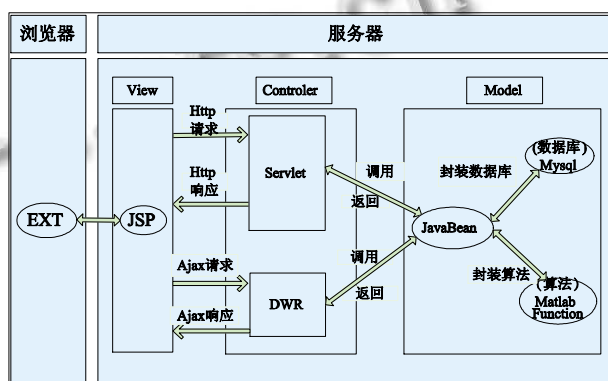 浏览器
服务器
View
Controler
Model
Http
请求
Servlet
Http
响应
调用
返回
封装数据库
(数据库)
Mysql
EXT
JSP
JavaBean
Ajax请求
调用
返回
封装算法
(算法)
Matlab
Function
DWR
Ajax响应